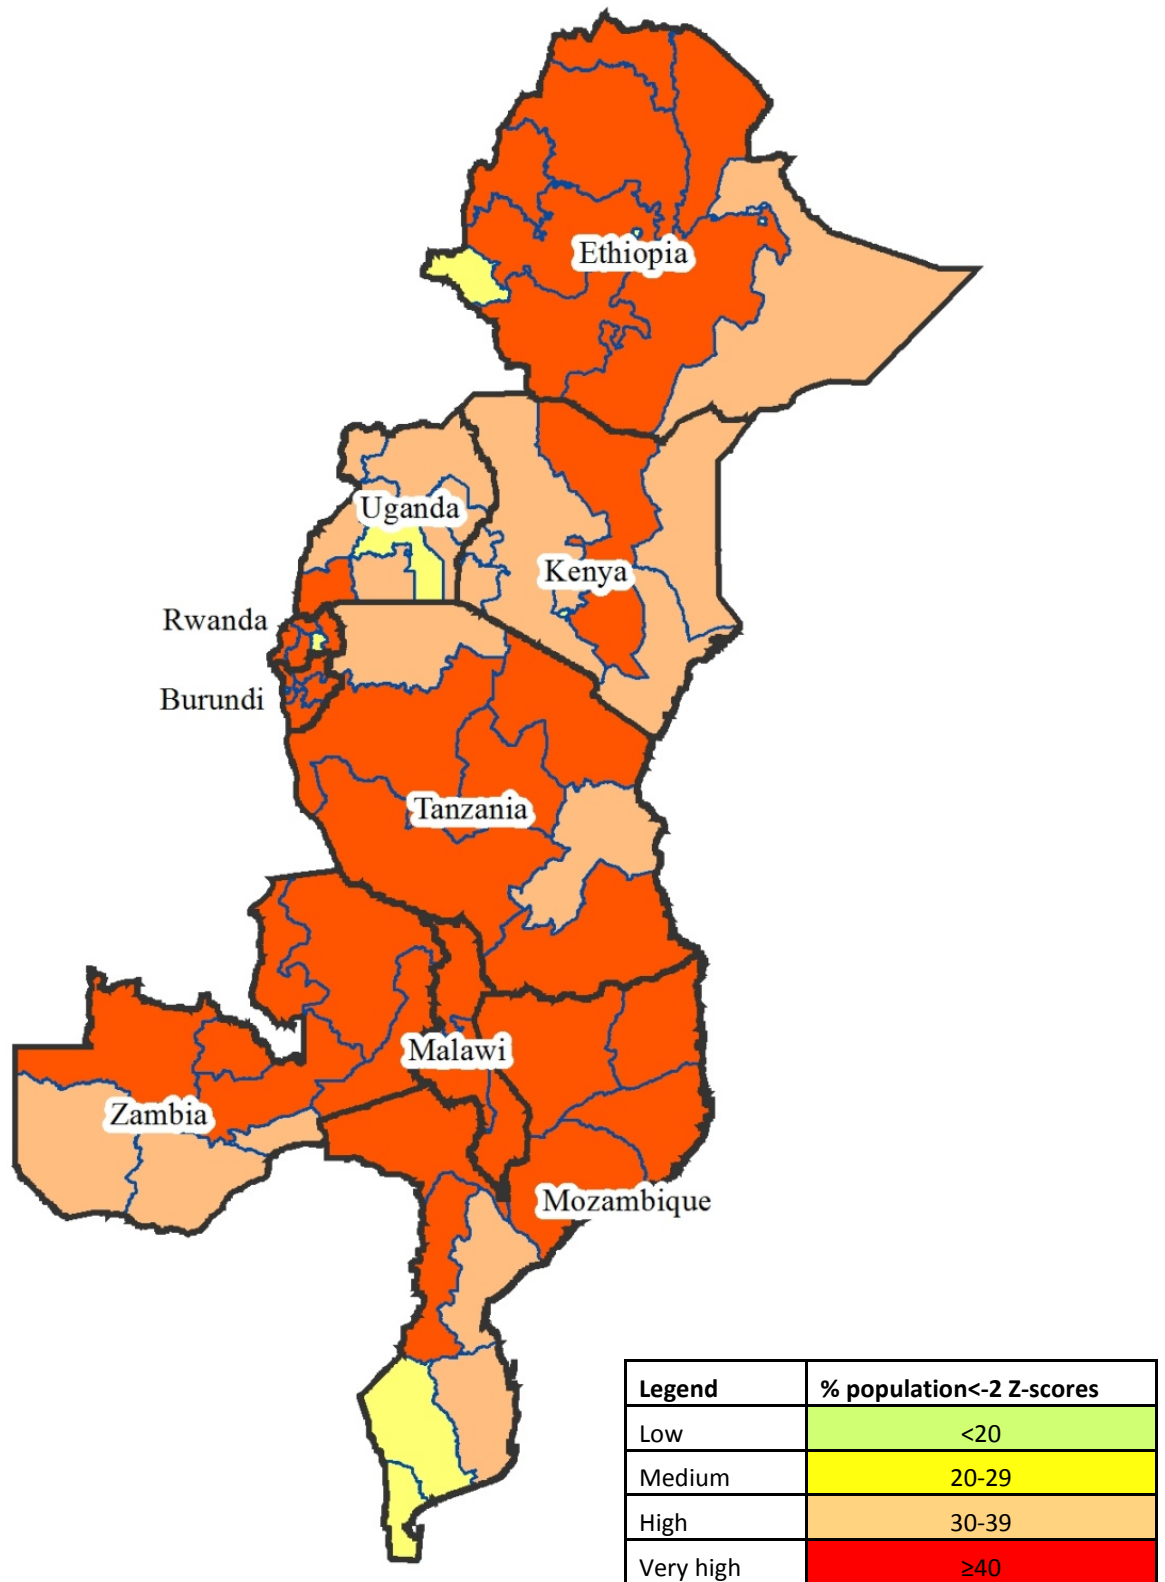 Ethiopia
Uganda
Kenya
Rwanda
Burundi
Tanzania
Malawi
Zambia
Mozambique
Legend % population<-2 Z-scores
Low <20
Medium 20-29
High 30-39
Very high ≥40